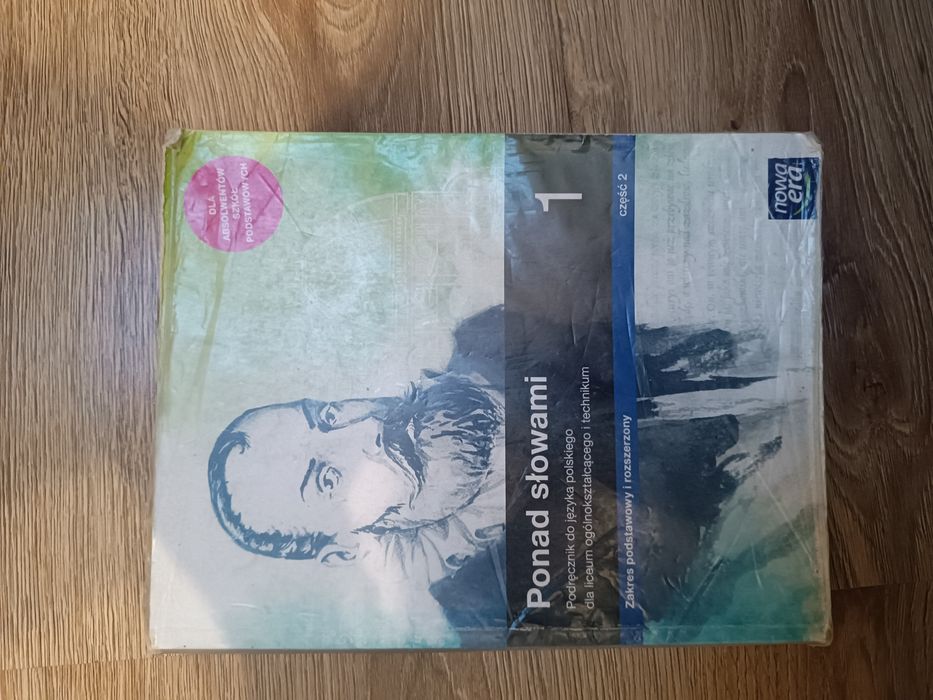 DLA
ABSOLWENTÓW
SZKÓŁ
PODSTAWOWYCH
1
Ponad słowami
Podręcznik do języka polskiego
dla liceum ogólnokształcącego i technikum
Zakres podstawowy i rozszerzony
część 2
nowa
era